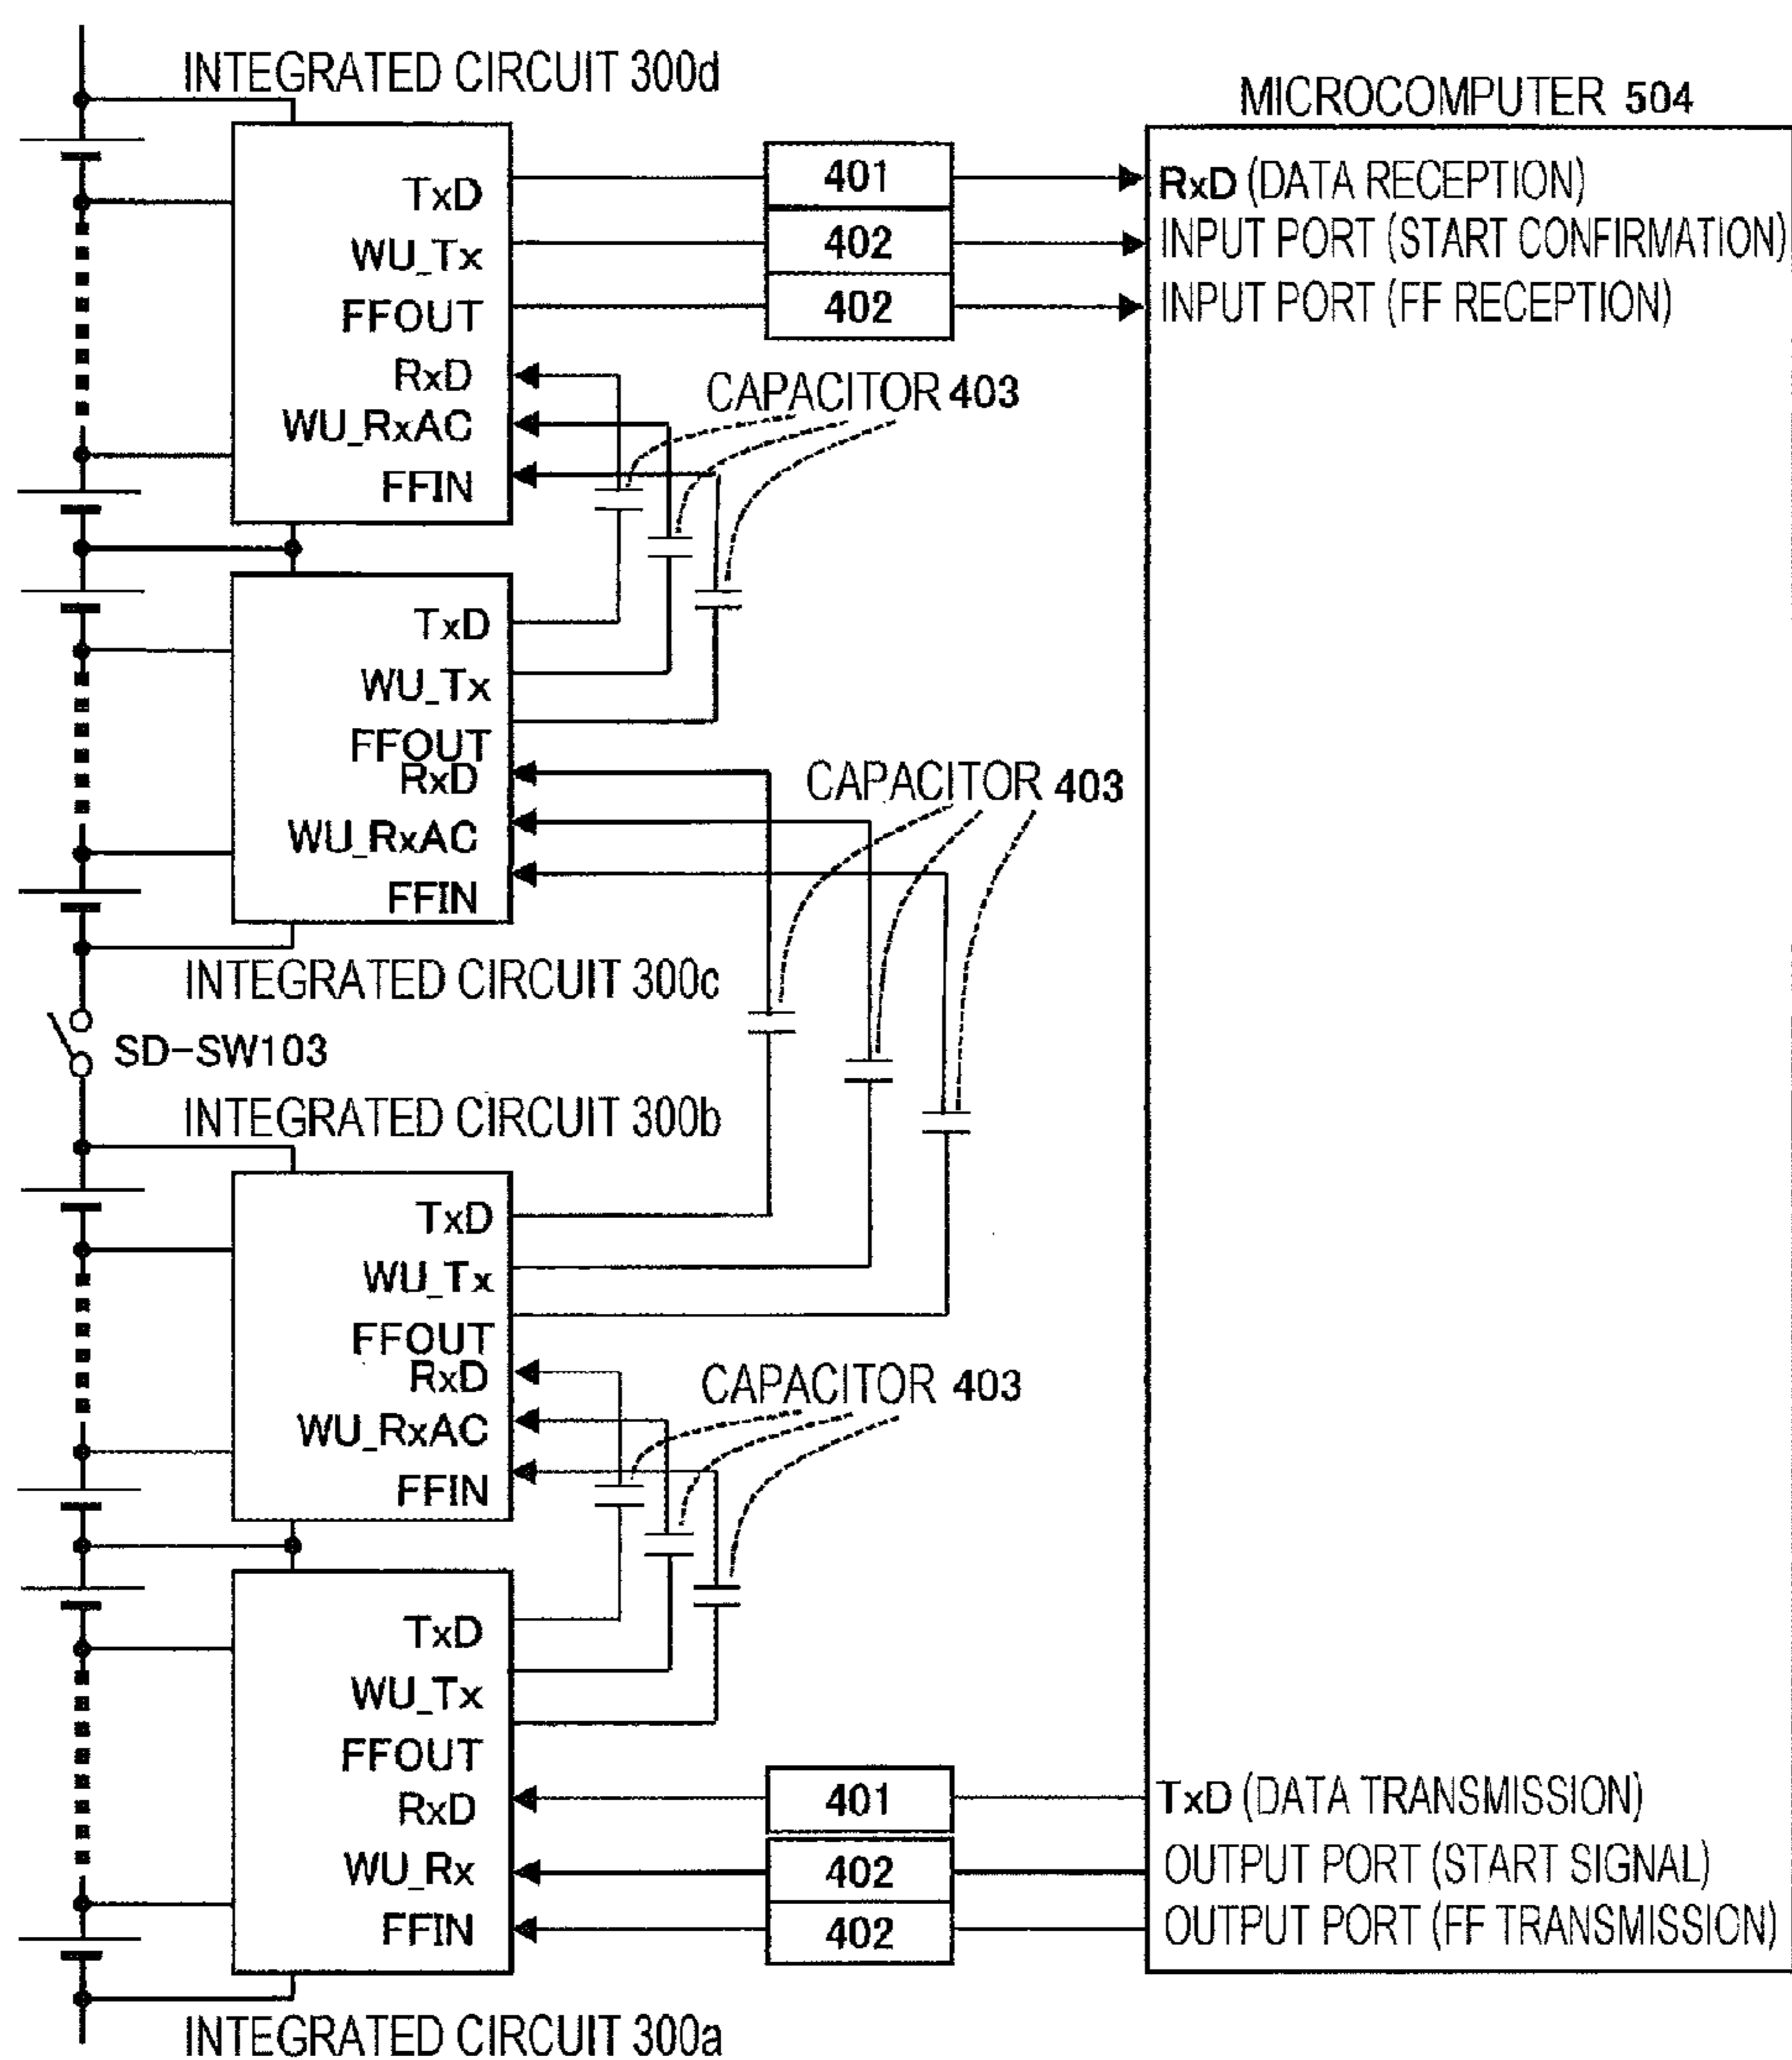 INTEGRATED CIRCUIT 300d
MICROCOMPUTER 504
TxD
401
RxD (DATA RECEPTION)
WU_Tx
402
INPUT PORT (START CONFIRMATION)
FFOUT
402
INPUT PORT (FF RECEPTION)
RxD
CAPACITOR 403
WU_RxAC
FFIN
TxD
WU_Tx
FFOUT
RxD
CAPACITOR 403
WU_RxAC
FFIN
INTEGRATED CIRCUIT 300c
SD-SW103
INTEGRATED CIRCUIT 300b
TxD
WU_Tx
FFOUT
RxD
CAPACITOR 403
WU_RxAC
FFIN
TxD
WU_Tx
FFOUT
RxD
401
TxD (DATA TRANSMISSION)
WU_Rx
402
OUTPUT PORT (START SIGNAL)
FFIN
402
OUTPUT PORT (FF TRANSMISSION)
INTEGRATED CIRCUIT 300a